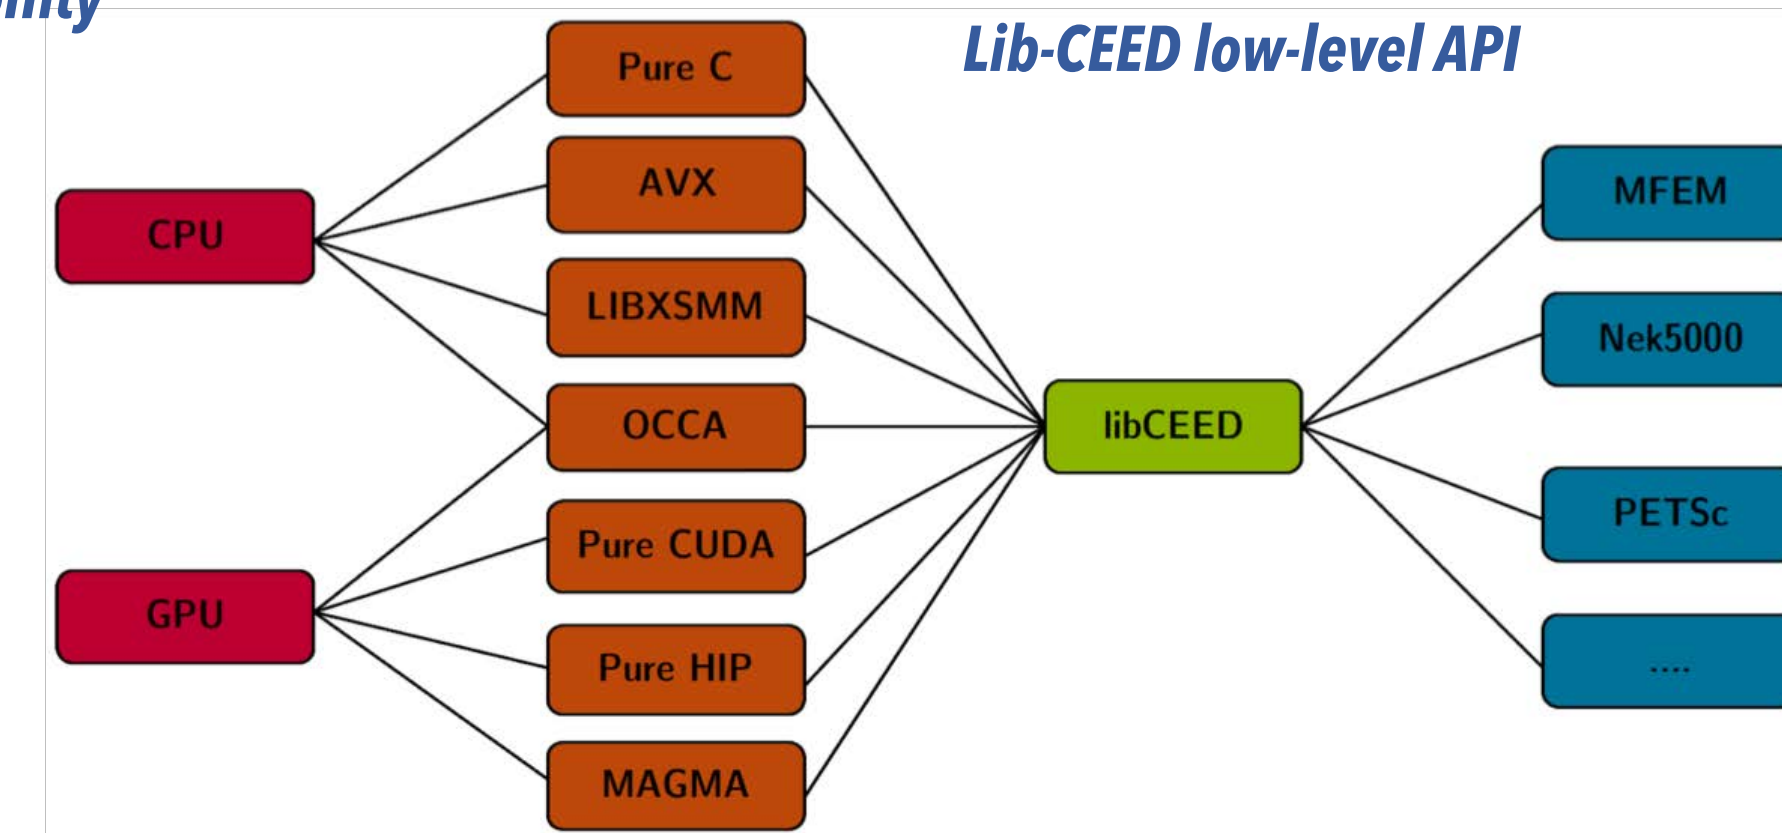 Lib-CEED low-level API
Pure C
AVX
LIBXSMM
OCCA
Pure CUDA
Pure HIP
MAGMA
CPU
GPU
libCEED
MFEM
Nek5000
PETSc
....